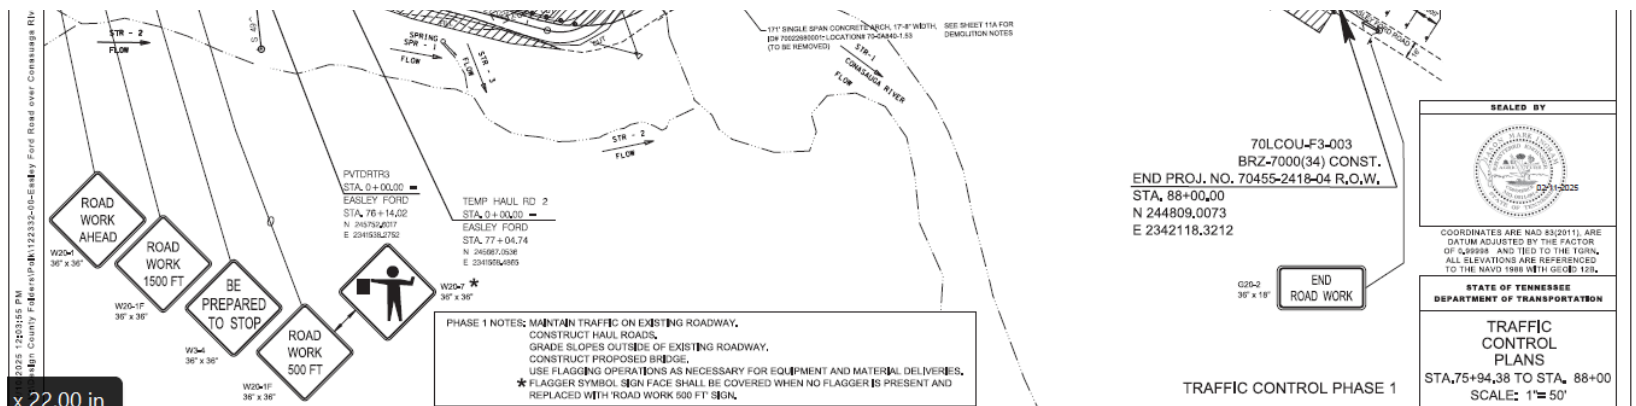 STR - 2
FLOW
SPRING
SPR - 1
FLOW
STR - 3
FLOW
171' SINGLE SPAN CONCRETE ARCH, 17'-8" WIDTH, SEE SHEET 11A FOR
DEMOLITION NOTES
(TO BE REMOVED)
STR-1
CONASAUGA RIVER
FLOW
STR - 2
FLOW
SEALED BY
02-11-2025
COORDINATES ARE NAD 83(2011), ARE
DATUM ADJUSTED BY THE FACTOR
OF 0.99998 AND TIED TO THE TGRN.
ALL ELEVATIONS ARE REFERENCED
TO THE NAVD 1988 WITH GEOID 12B.
STATE OF TENNESSEE
DEPARTMENT OF TRANSPORTATION
TRAFFIC
CONTROL
PLANS
STA.75+94.38 TO STA. 88+00
SCALE: 1"= 50'
70LCOU-F3-003
BRZ-7000(34) CONST.
END PROJ. NO. 70455-2418-04 R.O.W.
STA. 88+00.00
N 244809.0073
E 2342118.3212
G20-2
36" x 18"
END
ROAD WORK
TRAFFIC CONTROL PHASE 1
PVTDRTR3
STA. 0+00.00 =
EASLEY FORD
STA. 76+14.02
TEMP HAUL RD 2
STA. 0+00.00 =
EASLEY FORD
STA. 77+04.74
ROAD
WORK
AHEAD
W20-1
36" x 36"
ROAD
WORK
1500 FT
W20-1F
36" x 36"
BE
PREPARED
TO STOP
W3-4
36" x 36"
ROAD
WORK
500 FT
W20-1F
36" x 36"
W20-7 *
36" x 36"
PHASE 1 NOTES: MAINTAIN TRAFFIC ON EXISTING ROADWAY.
CONSTRUCT HAUL ROADS.
GRADE SLOPES OUTSIDE OF EXISTING ROADWAY.
CONSTRUCT PROPOSED BRIDGE.
USE FLAGGING OPERATIONS AS NECESSARY FOR EQUIPMENT AND MATERIAL DELIVERIES.
* FLAGGER SYMBOL SIGN FACE SHALL BE COVERED WHEN NO FLAGGER IS PRESENT AND
REPLACED WITH 'ROAD WORK 500 FT' SIGN.
x 22.00 in